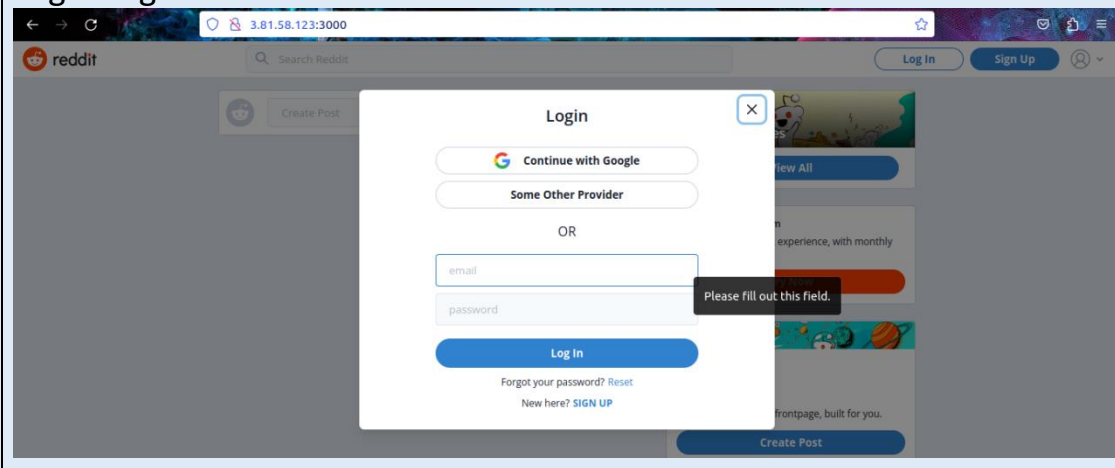 3.81.58.123:3000
reddit
Search Reddit
Log In
Sign Up
Create Post
Login
Continue with Google
Some Other Provider
OR
email
password
Please fill out this field.
Log In
Forgot your password? Reset
New here? SIGN UP
View All
experience, with monthly
frontpage, built for you.
Create Post